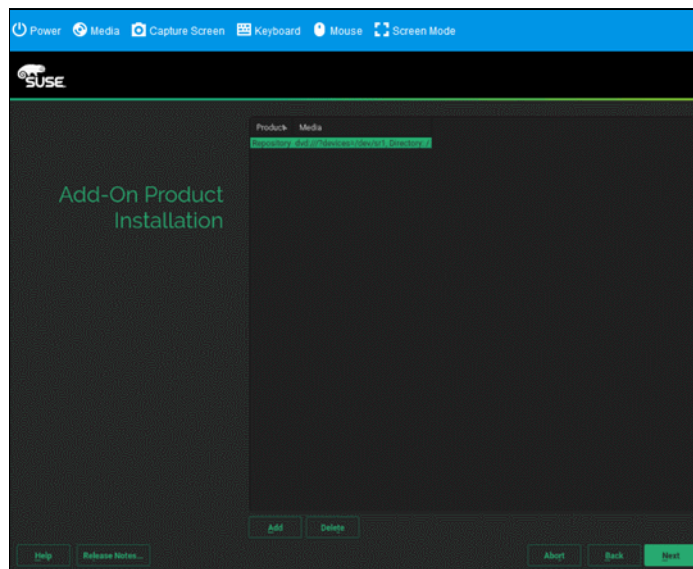 Power Media Capture Screen Keyboard Mouse Screen Mode
SUSE
Product Media
Repository dvd:///?devices=/dev/sr1, Directory: /
Add-On Product
Installation
Add Delete
Help Release Notes... Abort Back Next